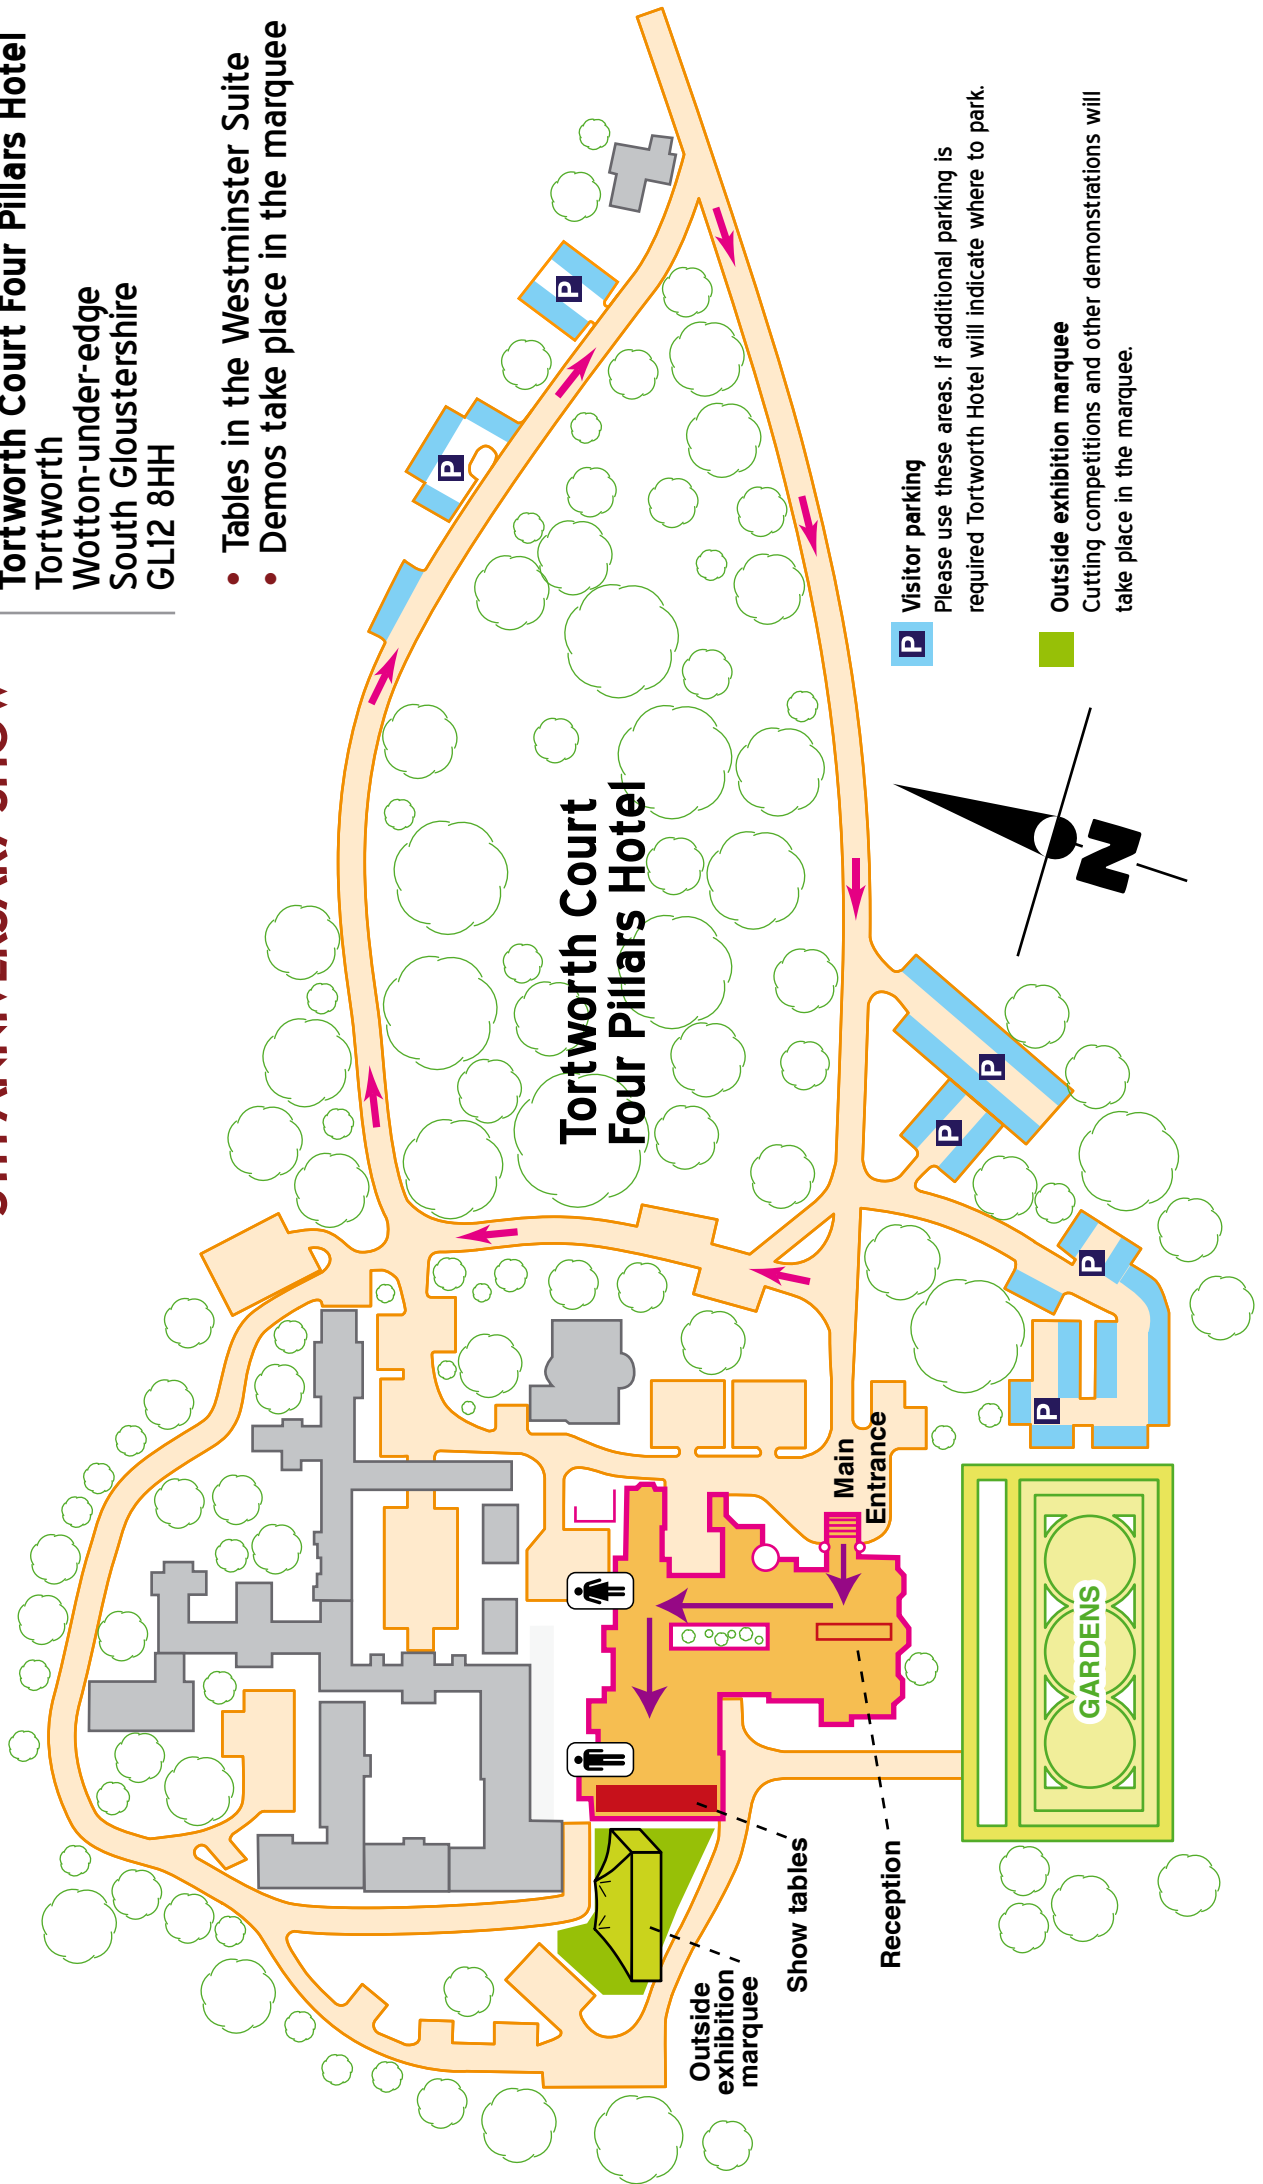 5TH ANNIVERSARY SHOW
Tortworth Court Four Pillars Hotel
Tortworth
Wotton-under-edge
South Gloustershire
GL12 8HH
• Tables in the Westminster Suite
• Demos take place in the marquee
P
P
Tortworth Court
Four Pillars Hotel
P
Visitor parking
Please use these areas. If additional parking is
required Tortworth Hotel will indicate where to park.
Outside exhibition marquee
Cutting competitions and other demonstrations will
take place in the marquee.
N
P
P
P
P
Main
Entrance
GARDENS
Show tables
Reception
Outside
exhibition
marquee